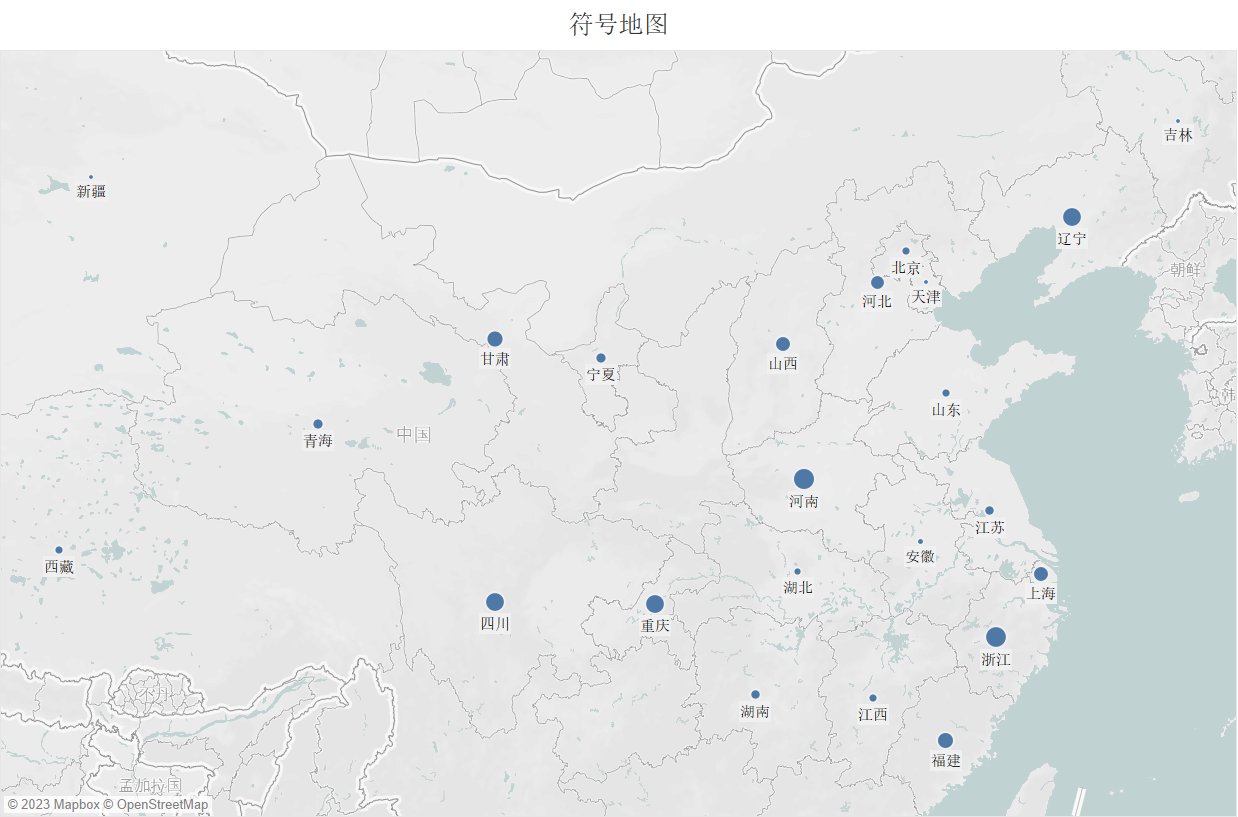 符号地图
吉林
新疆
辽宁
北京
朝鲜
河北
天津
甘肃
山西
宁夏
韩
山东
中国
青海
河南
江苏
安徽
西藏
湖北
上海
四川
重庆
浙江
不丹
湖南
江西
福建
孟加拉国
© 2023 Mapbox © OpenStreetMap